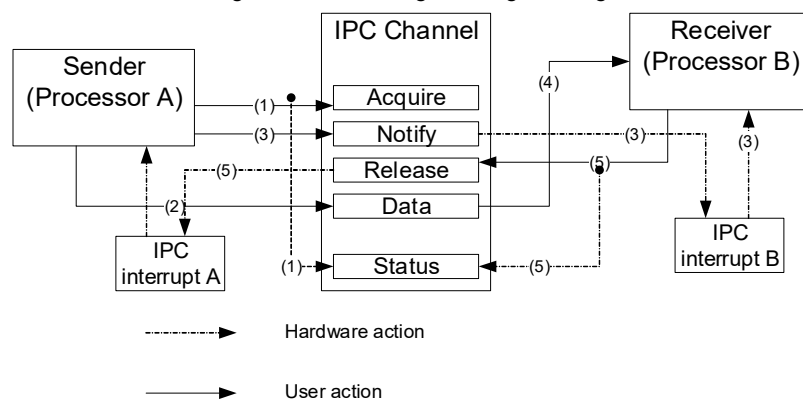 IPC Channel
Sender
(Processor A)
Receiver
(Processor B)
(1)
Acquire
(4)
(3)
Notify
(3)
(3)
(5)
Release
(5)
(2)
Data
IPC
interrupt A
(1)
Status
(5)
IPC
interrupt B
Hardware action
User action